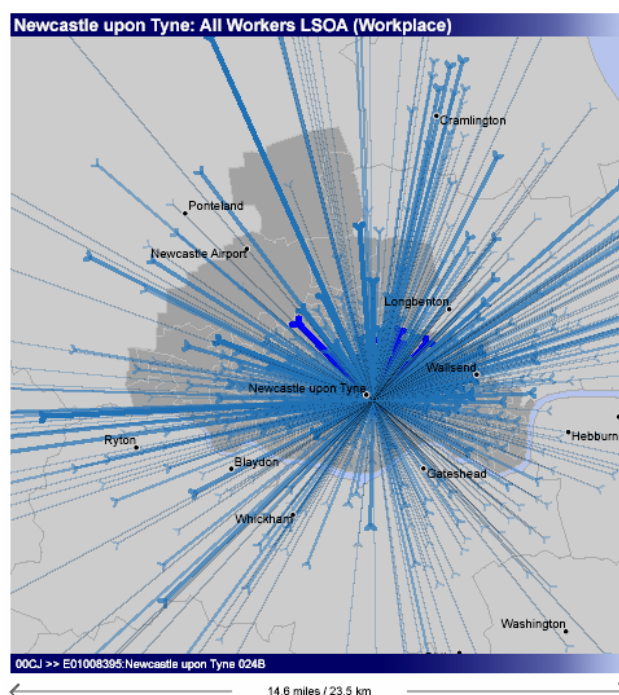 Newcastle upon Tyne: All Workers LSOA (Workplace)
Cramlington
Ponteland
Newcastle Airport
Longbenton
Wallsend
Newcastle upon Tyne
Hebburn
Ryton
Blaydon
Gateshead
Whickham
Washington
00CJ >> E01008395:Newcastle upon Tyne 024B
14.6 miles / 23.5 km